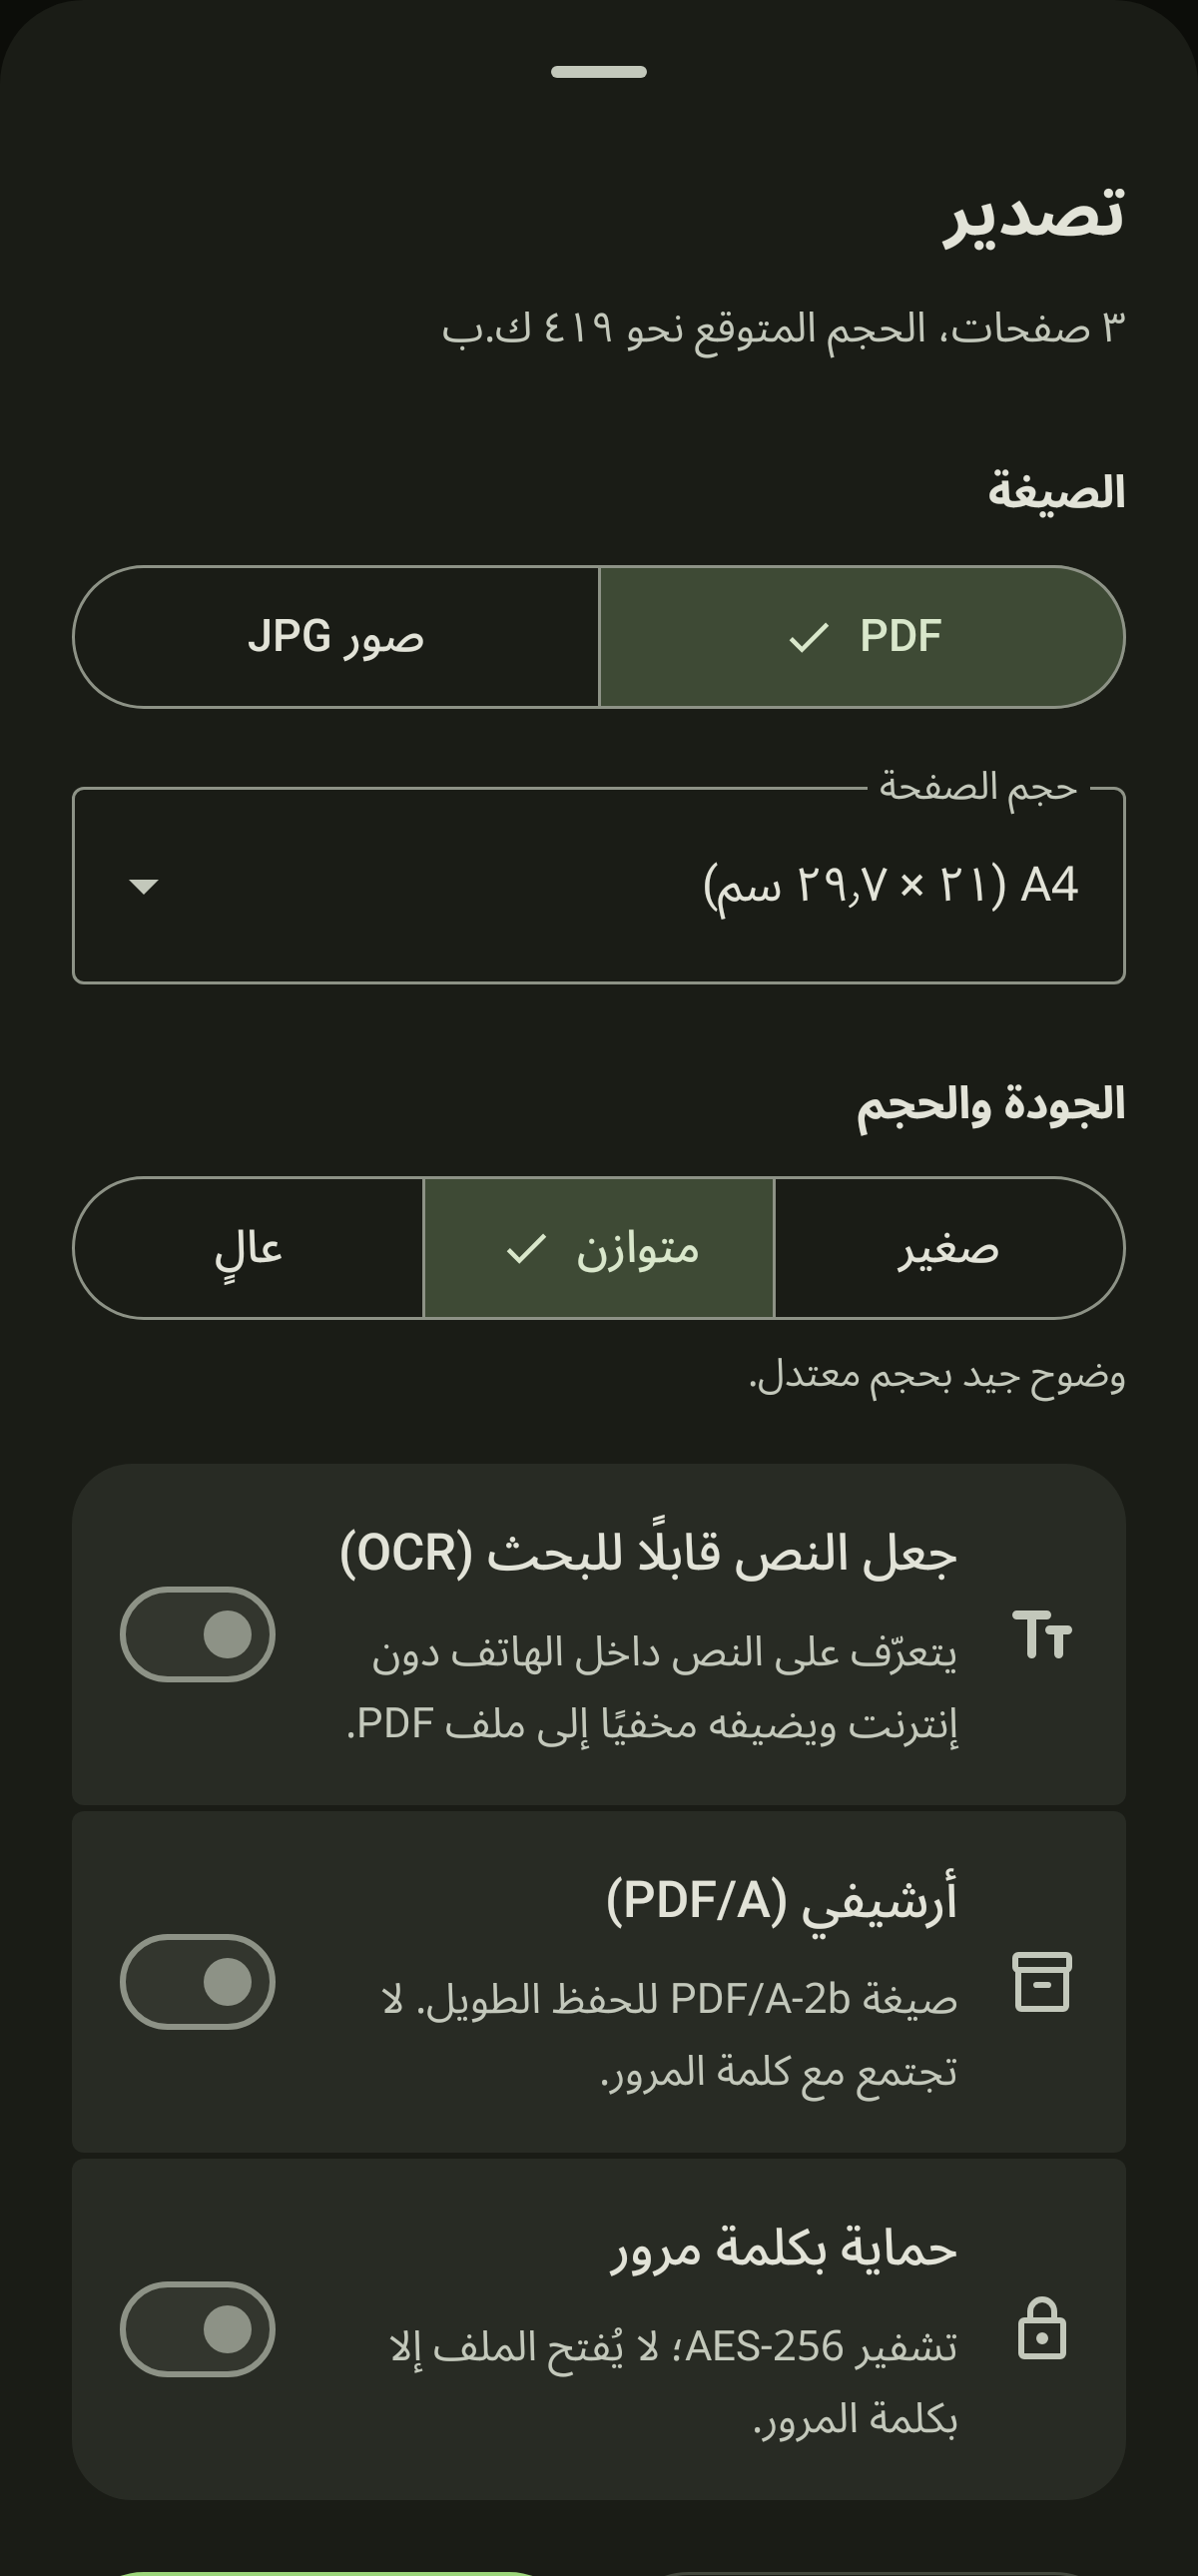 تصدير
٣ صفحات، الحجم المتوقع نحو ٤١٩ ك.ب
الصيغة
PDF
صور JPG
حجم الصفحة
A4 (٢١ × ٢٩٫٧ سم)
الجودة والحجم
صغير
متوازن
عالٍ
وضوح جيد بحجم معتدل.
جعل النص قابلًا للبحث (OCR)
يتعرّف على النص داخل الهاتف دون
إنترنت ويضيفه مخفيًا إلى ملف PDF.
أرشيفي (PDF/A)
صيغة PDF/A-2b للحفظ الطويل. لا
تجتمع مع كلمة المرور.
حماية بكلمة مرور
تشفير AES-256؛ لا يُفتح الملف إلا
بكلمة المرور.